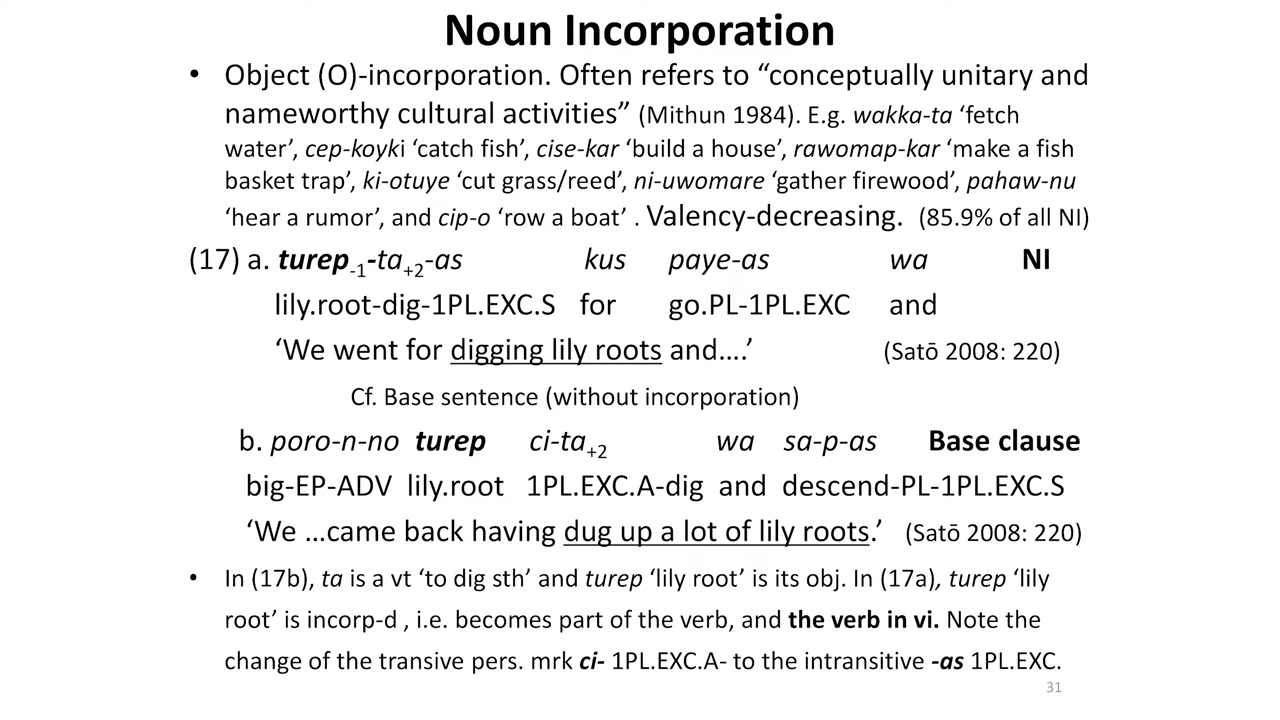 Noun Incorporation
• Object (O)-incorporation. Often refers to “conceptually unitary and
nameworthy cultural activities” (Mithun 1984). E.g. wakka-ta ‘fetch
water’, cep-koyki ‘catch fish’, cise-kar ‘build a house’, rawomap-kar ‘make a fish
basket trap’, ki-otuye ‘cut grass/reed’, ni-uwomare ‘gather firewood’, pahaw-nu
‘hear a rumor’, and cip-o ‘row a boat’ . Valency-decreasing. (85.9% of all NI)
(17) a. turep-1-ta+2-as kus paye-as wa NI
lily.root-dig-1PL.EXC.S for go.PL-1PL.EXC and
‘We went for digging lily roots and….’ (Satō 2008: 220)
Cf. Base sentence (without incorporation)
b. poro-n-no turep ci-ta+2 wa sa-p-as Base clause
big-EP-ADV lily.root 1PL.EXC.A-dig and descend-PL-1PL.EXC.S
‘We …came back having dug up a lot of lily roots.’ (Satō 2008: 220)
• In (17b), ta is a vt ‘to dig sth’ and turep ‘lily root’ is its obj. In (17a), turep ‘lily
root’ is incorp-d , i.e. becomes part of the verb, and the verb in vi. Note the
change of the transive pers. mrk ci- 1PL.EXC.A- to the intransitive -as 1PL.EXC.
31